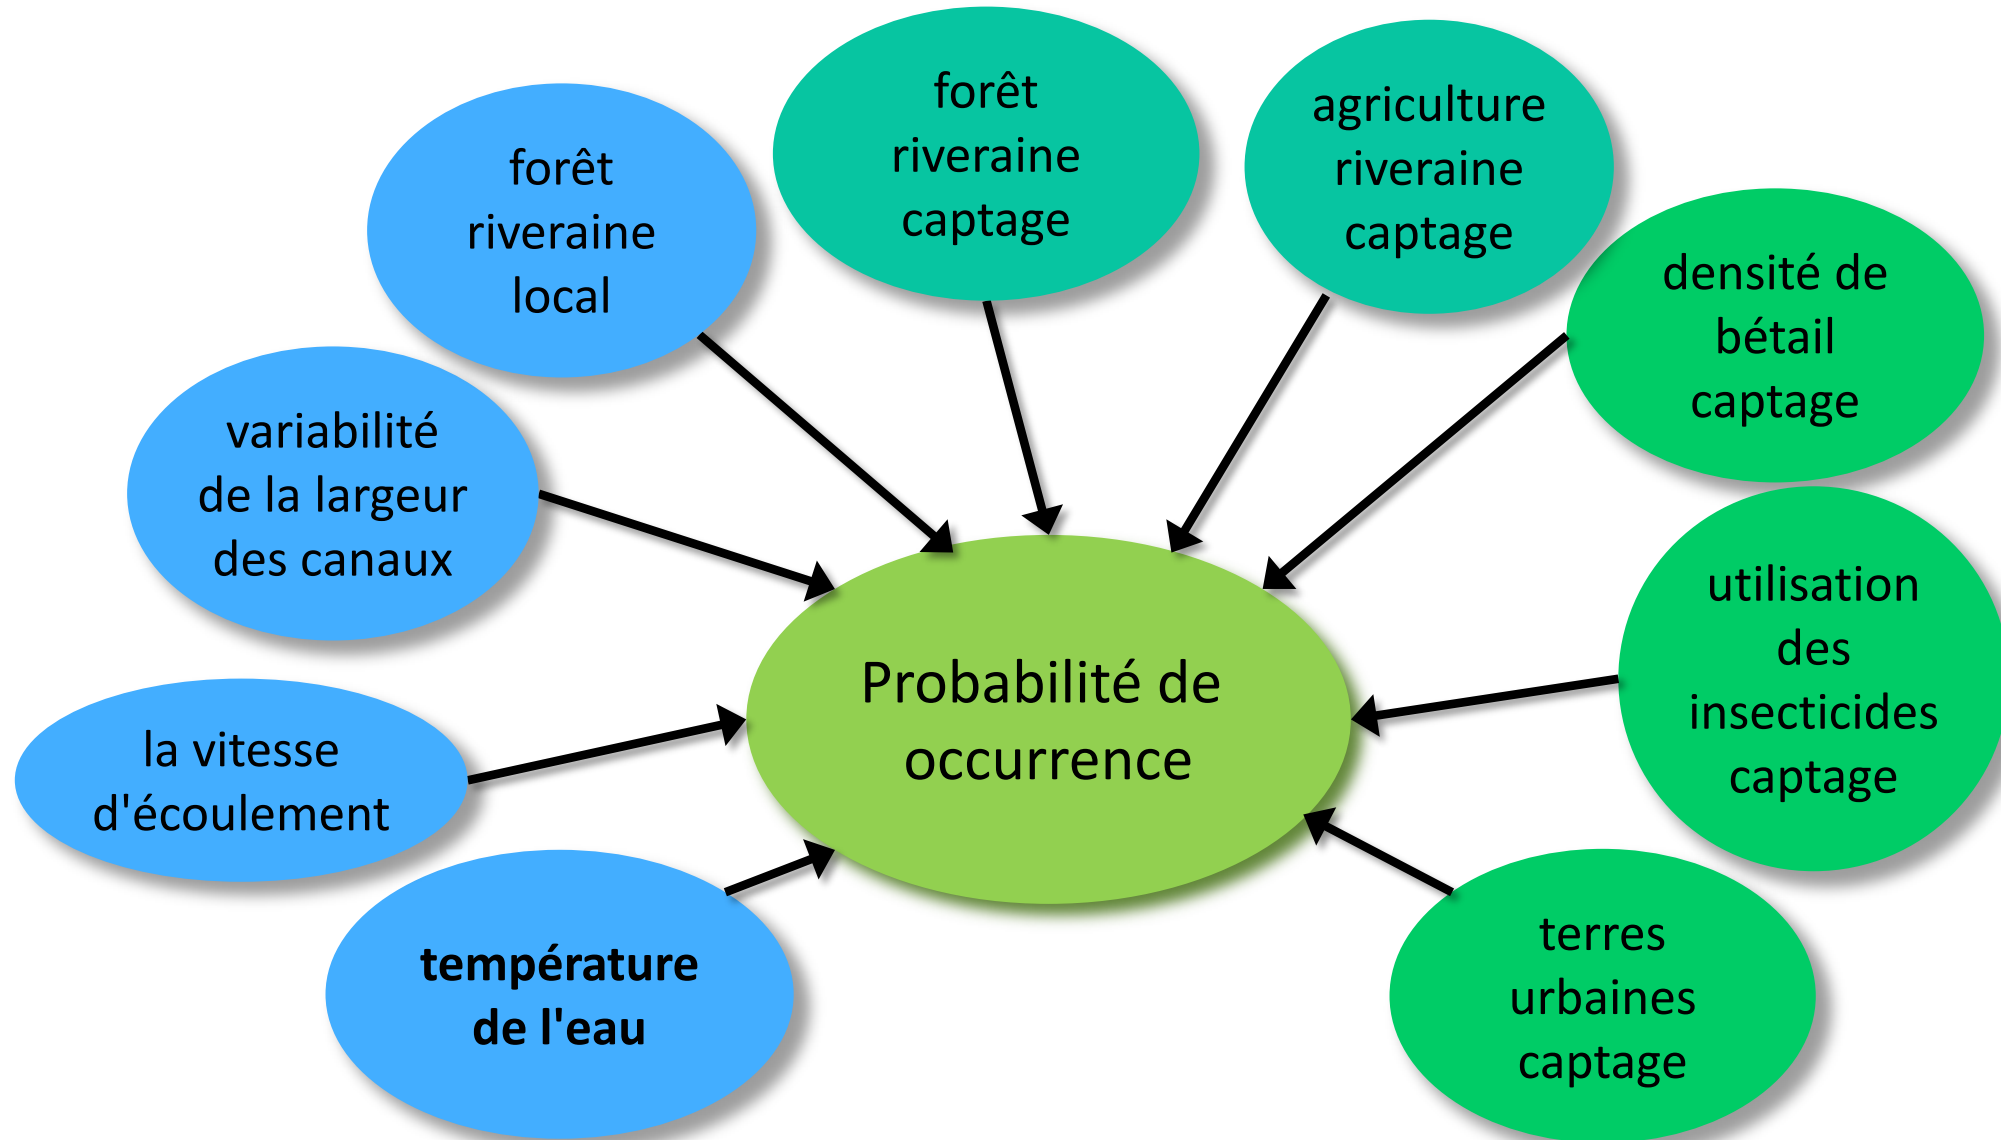 forêt
riveraine
captage
agriculture
riveraine
captage
forêt
riveraine
local
densité de
bétail
captage
variabilité
de la largeur
des canaux
utilisation
des
insecticides
captage
Probabilité de
occurrence
la vitesse
d'écoulement
température
de l'eau
terres
urbaines
captage